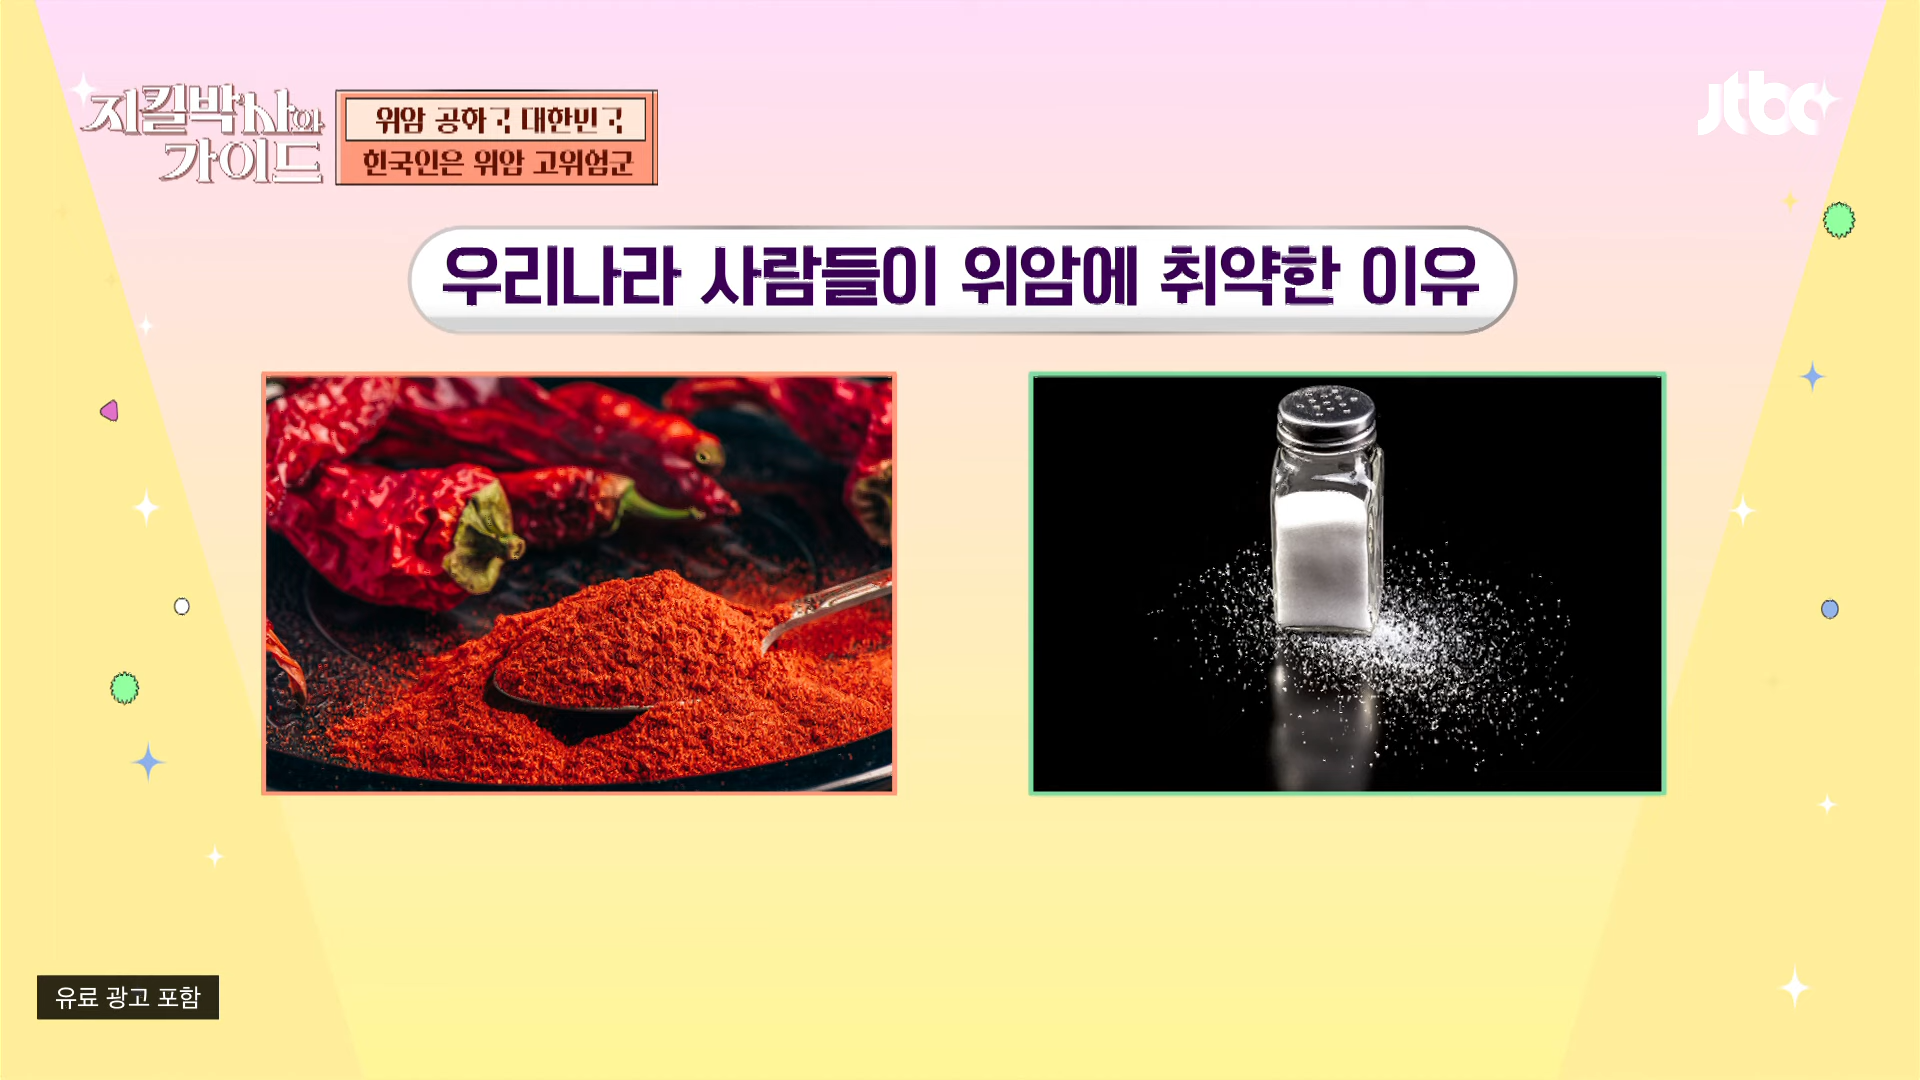 지킬박사와
가이드
위암 공화국 대한민국
한국인은 위암 고위험군
jtbc
우리나라 사람들이 위암에 취약한 이유
유료 광고 포함